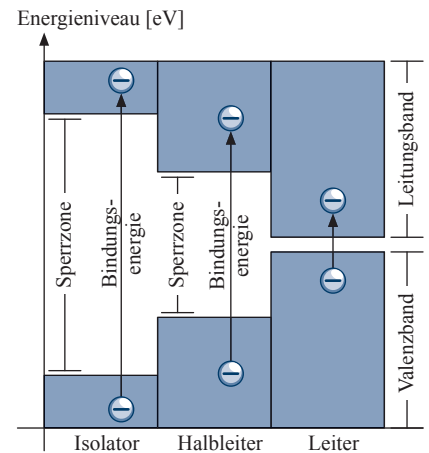 Energieniveau [eV]
Sperrzone
Bindungs-
energie
Sperrzone
Bindungs-
energie
Leitungsband
Valenzband
Isolator
Halbleiter
Leiter